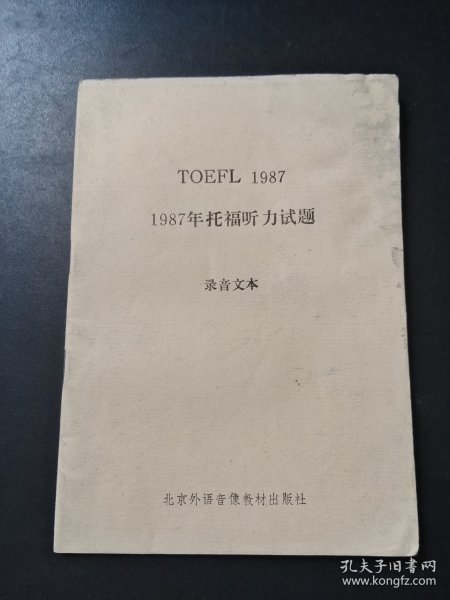 TOEFL 1987
1987年托福听力试题
录音文本
北京外语音像教材出版社
孔夫子旧书网
www.kongfz.com